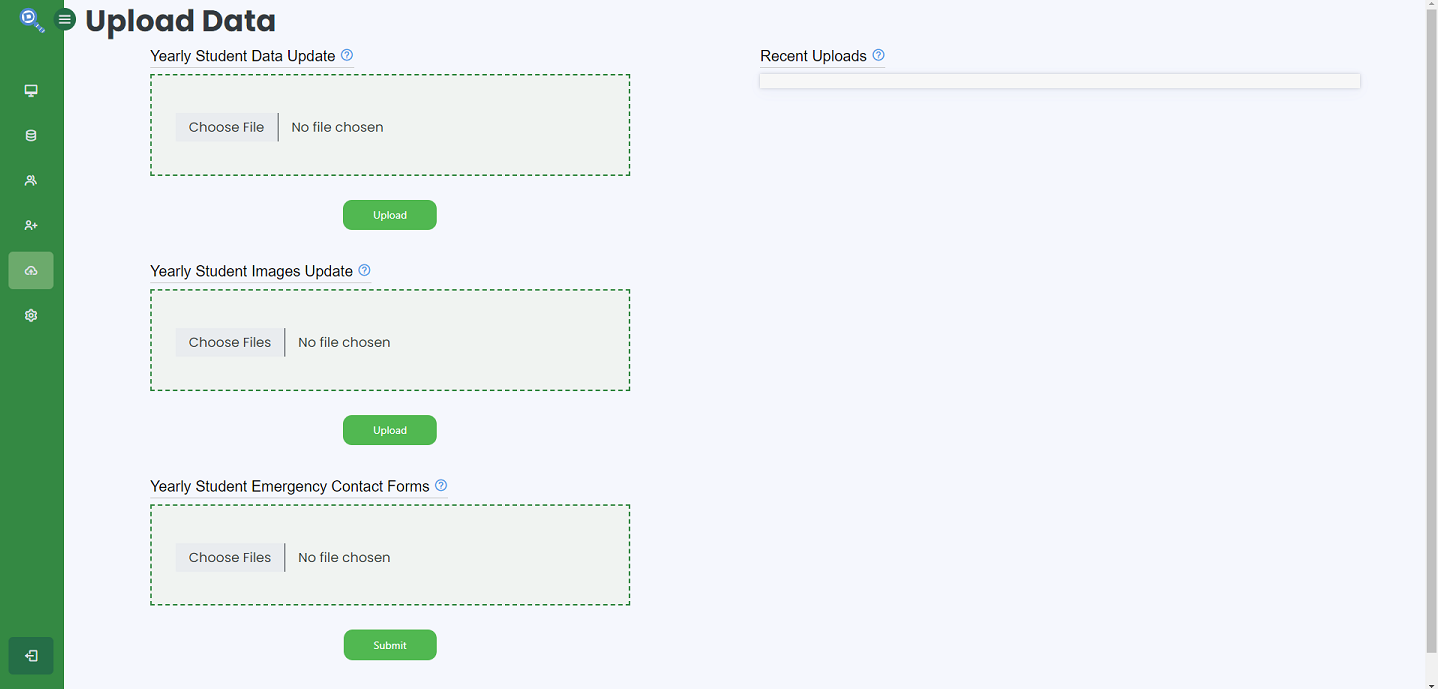 Upload Data
Yearly Student Data Update
Choose File No file chosen
Upload
Yearly Student Images Update
Choose Files No file chosen
Upload
Yearly Student Emergency Contact Forms
Choose Files No file chosen
Submit
Recent Uploads